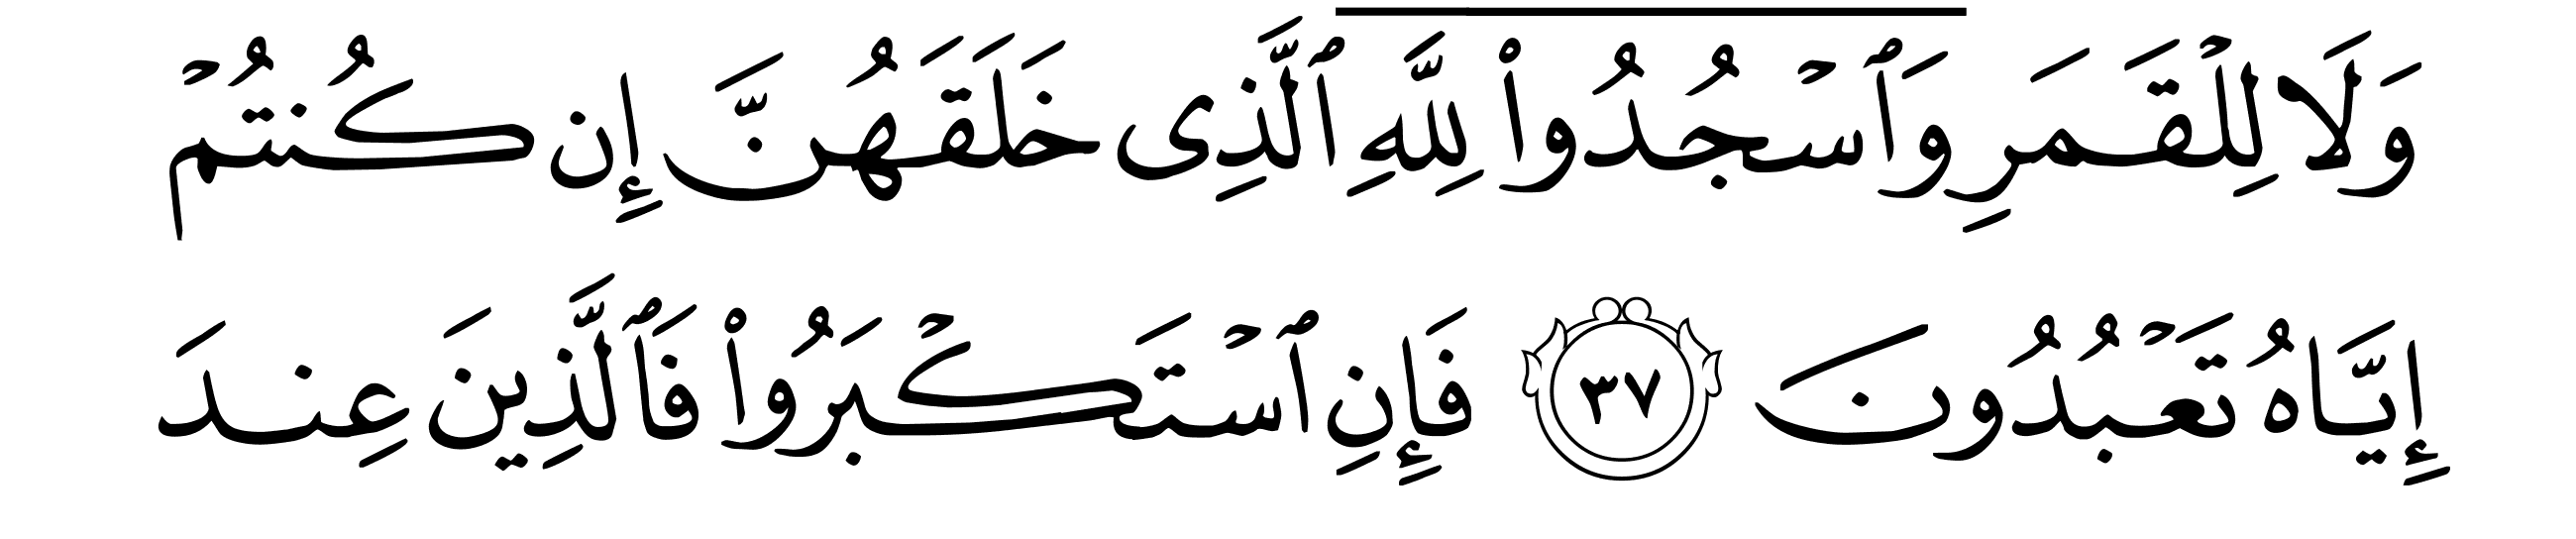 وَلَا لِلۡقَمَرِ وَٱسۡجُدُواْ لِلَّهِ ٱلَّذِى خَلَقَهُنَّ إِن كُنتُمۡ
إِيَّاهُ تَعۡبُدُونَ ٣٧ فَإِنِ ٱسۡتَكۡبَرُواْ فَٱلَّذِينَ عِندَ